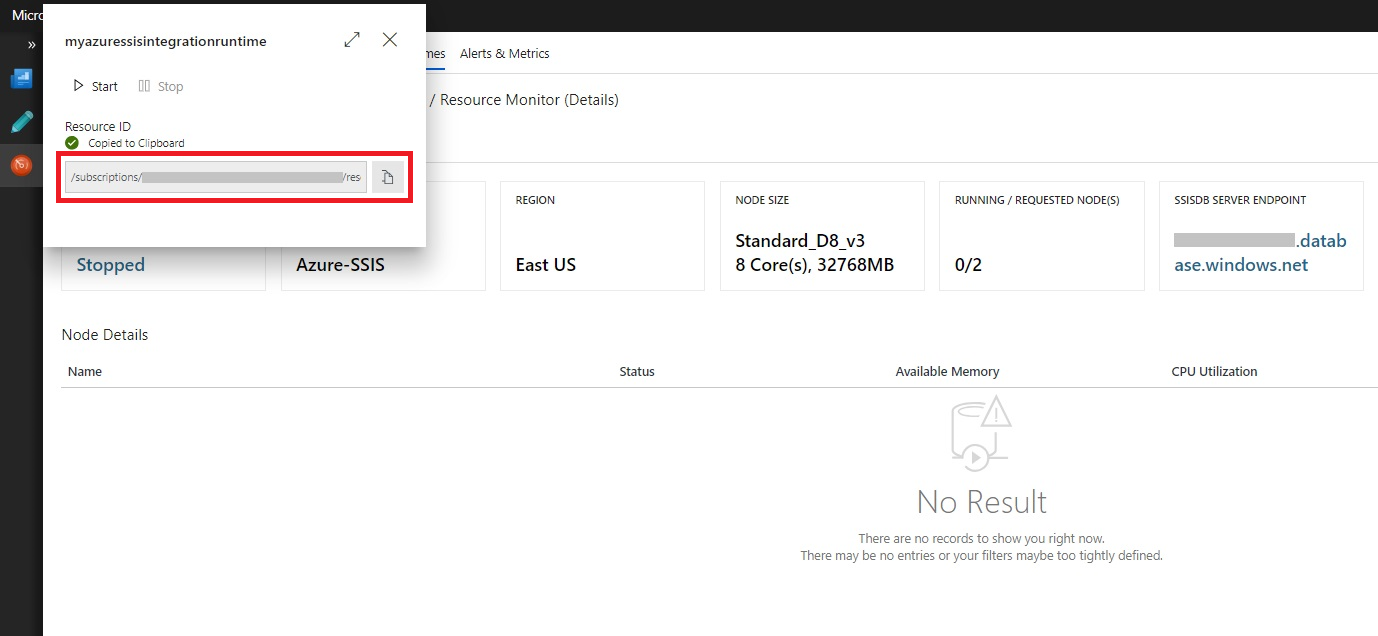 Micro
»
myazuressisintegrationruntime
Start Stop
Resource ID
Copied to Clipboard
/subscriptions/ /res
mes Alerts & Metrics
/ Resource Monitor (Details)
Stopped
Azure-SSIS
REGION
East US
NODE SIZE
Standard_D8_v3
8 Core(s), 32768MB
RUNNING / REQUESTED NODE(S)
0/2
SSISDB SERVER ENDPOINT
.datab
ase.windows.net
Node Details
Name Status Available Memory CPU Utilization
No Result
There are no records to show you right now.
There may be no entries or your filters maybe too tightly defined.